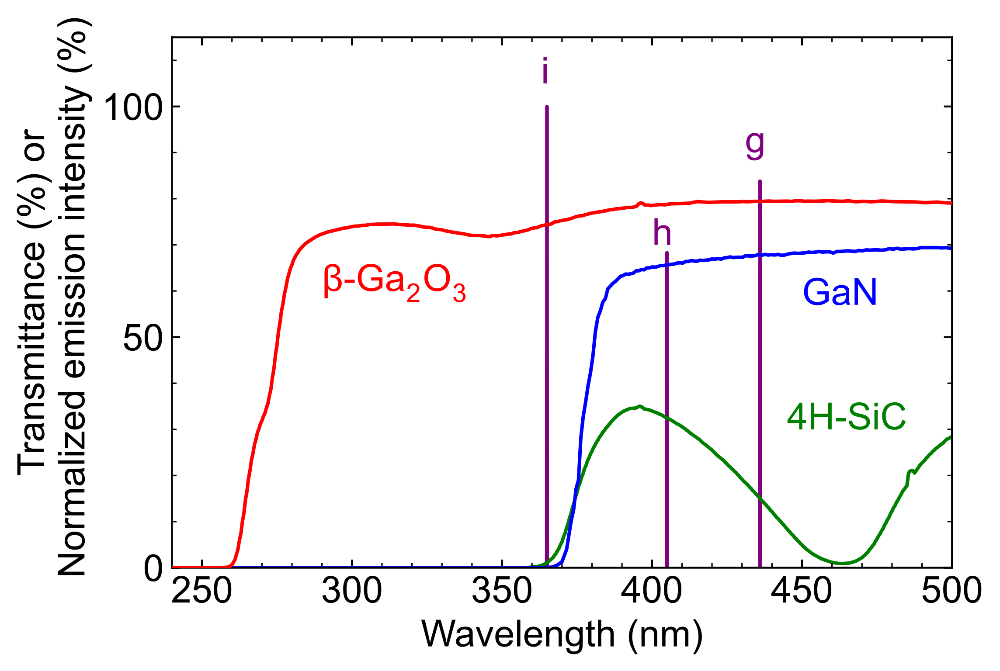 Transmittance (%) or
Normalized emission intensity (%)
100
50
0
i
g
h
β-Ga₂O₃
GaN
4H-SiC
250 300 350 400 450 500
Wavelength (nm)